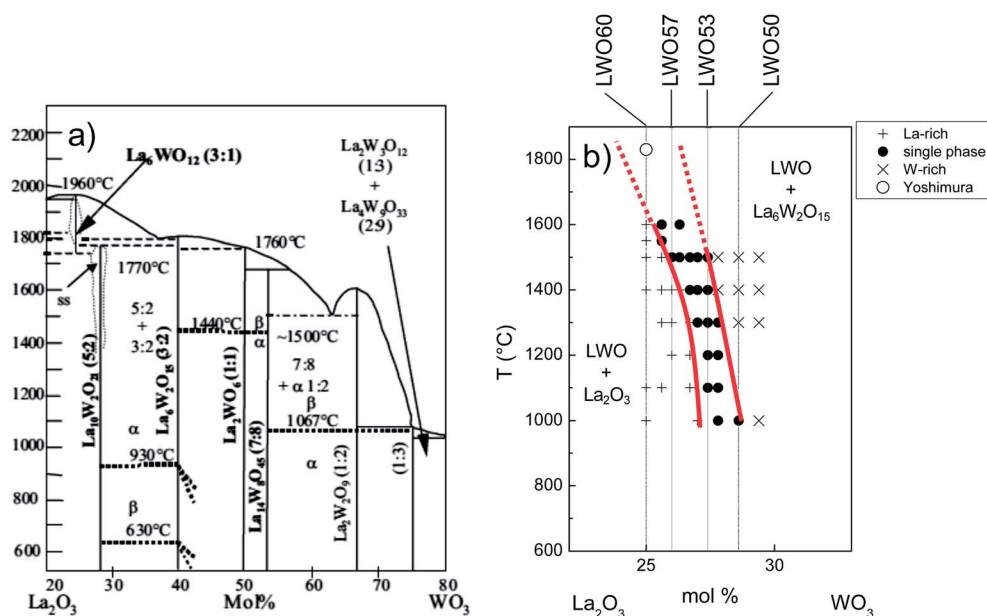 a)
2200
2000
1800
1600
1400
1200
1000
800
600
20
30
40
50
60
70
80
La₂O₃
Mol%
WO₃
La₆WO₁₂ (3:1)
1960°C
ss
1770°C
5:2
+
3:2
α
930°C
β
630°C
La₁₀W₂O₂₁ (5:2)
La₆W₂O₁₅ (3:2)
1440°C
La₂WO₆ (1:1)
1760°C
β
α
~1500°C
7:8
+ α 1:2
β
1067°C
α
La₂W₂O₉ (1:2)
(1:3)
La₂W₃O₁₂
(1:3)
+
La₄W₉O₃₃
(2:9)
b)
LWO60
LWO57
LWO53
LWO50
mol %
La-rich
single phase
W-rich
Yoshimura
LWO
+
La₆W₂O₁₅
LWO
+
La₂O₃
T (°C)
1800
1600
1400
1200
1000
800
600
25
30
La₂O₃
mol %
WO₃